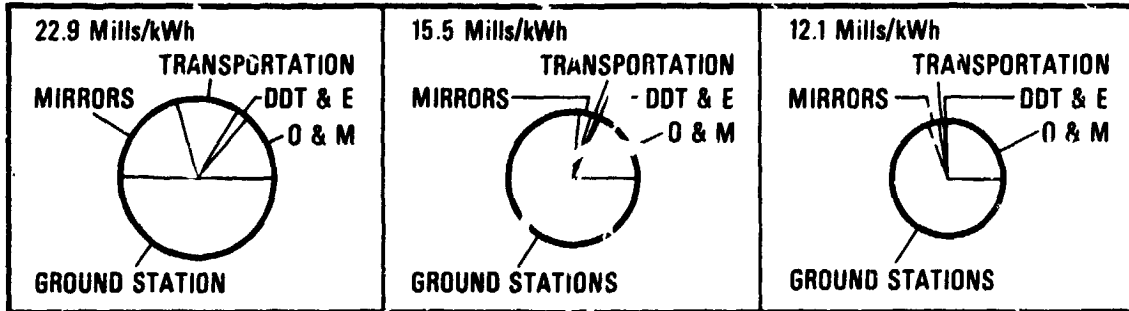 22.9 Mills/kWh
TRANSPORTATION
MIRRORS
DDT & E
O & M
GROUND STATION
15.5 Mills/kWh
TRANSPORTATION
MIRRORS
DDT & E
O & M
GROUND STATIONS
12.1 Mills/kWh
TRANSPORTATION
MIRRORS
DDT & E
O & M
GROUND STATIONS